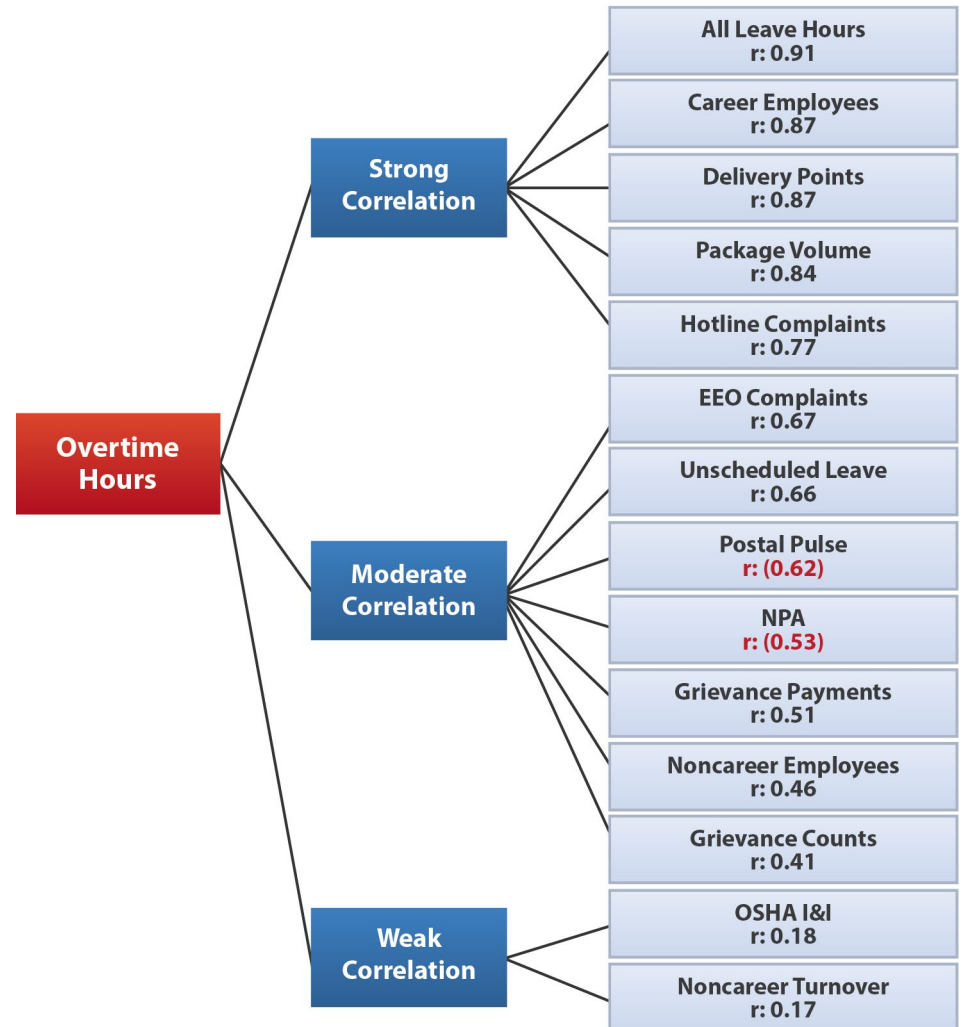 Overtime
Hours
Strong
Correlation
All Leave Hours
r: 0.91
Career Employees
r: 0.87
Delivery Points
r: 0.87
Package Volume
r: 0.84
Hotline Complaints
r: 0.77
Moderate
Correlation
EEO Complaints
r: 0.67
Unscheduled Leave
r: 0.66
Postal Pulse
r: (0.62)
NPA
r: (0.53)
Grievance Payments
r: 0.51
Noncareer Employees
r: 0.46
Grievance Counts
r: 0.41
Weak
Correlation
OSHA I&I
r: 0.18
Noncareer Turnover
r: 0.17